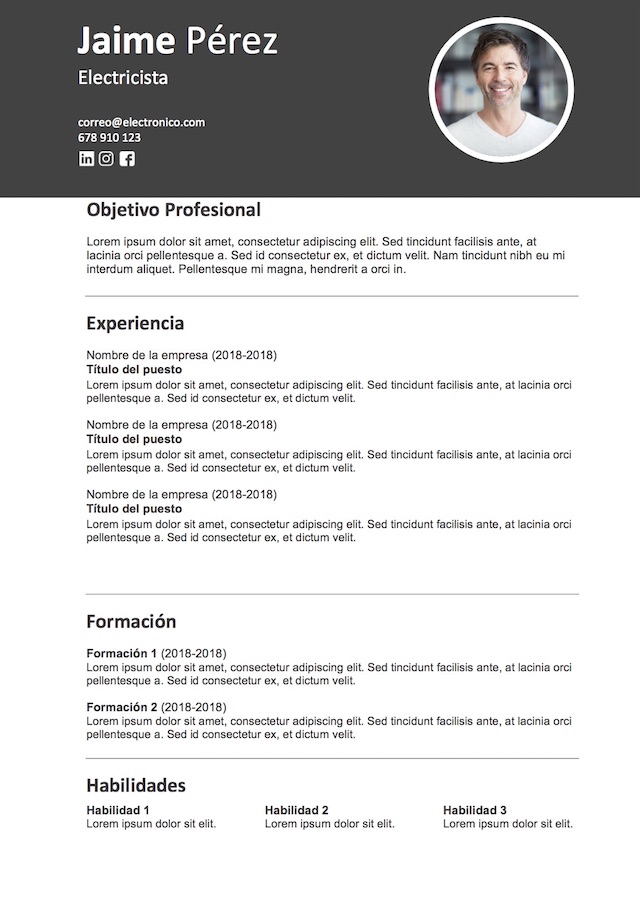 Jaime Pérez
Electricista
correo@electronico.com
678 910 123
in
Objetivo Profesional
Lorem ipsum dolor sit amet, consectetur adipiscing elit. Sed tincidunt facilisis ante, at
lacinia orci pellentesque a. Sed id consectetur ex, et dictum velit. Nam tincidunt nibh eu mi
interdum aliquet. Pellentesque mi magna, hendrerit a orci in.
Experiencia
Nombre de la empresa (2018-2018)
Título del puesto
Lorem ipsum dolor sit amet, consectetur adipiscing elit. Sed tincidunt facilisis ante, at lacinia orci
pellentesque a. Sed id consectetur ex, et dictum velit.
Nombre de la empresa (2018-2018)
Título del puesto
Lorem ipsum dolor sit amet, consectetur adipiscing elit. Sed tincidunt facilisis ante, at lacinia orci
pellentesque a. Sed id consectetur ex, et dictum velit.
Nombre de la empresa (2018-2018)
Título del puesto
Lorem ipsum dolor sit amet, consectetur adipiscing elit. Sed tincidunt facilisis ante, at lacinia orci
pellentesque a. Sed id consectetur ex, et dictum velit.
Formación
Formación 1 (2018-2018)
Lorem ipsum dolor sit amet, consectetur adipiscing elit. Sed tincidunt facilisis ante, at lacinia orci
pellentesque a. Sed id consectetur ex, et dictum velit.
Formación 2 (2018-2018)
Lorem ipsum dolor sit amet, consectetur adipiscing elit. Sed tincidunt facilisis ante, at lacinia orci
pellentesque a. Sed id consectetur ex, et dictum velit.
Habilidades
Habilidad 1
Lorem ipsum dolor sit elit.
Habilidad 2
Lorem ipsum dolor sit elit.
Habilidad 3
Lorem ipsum dolor sit elit.